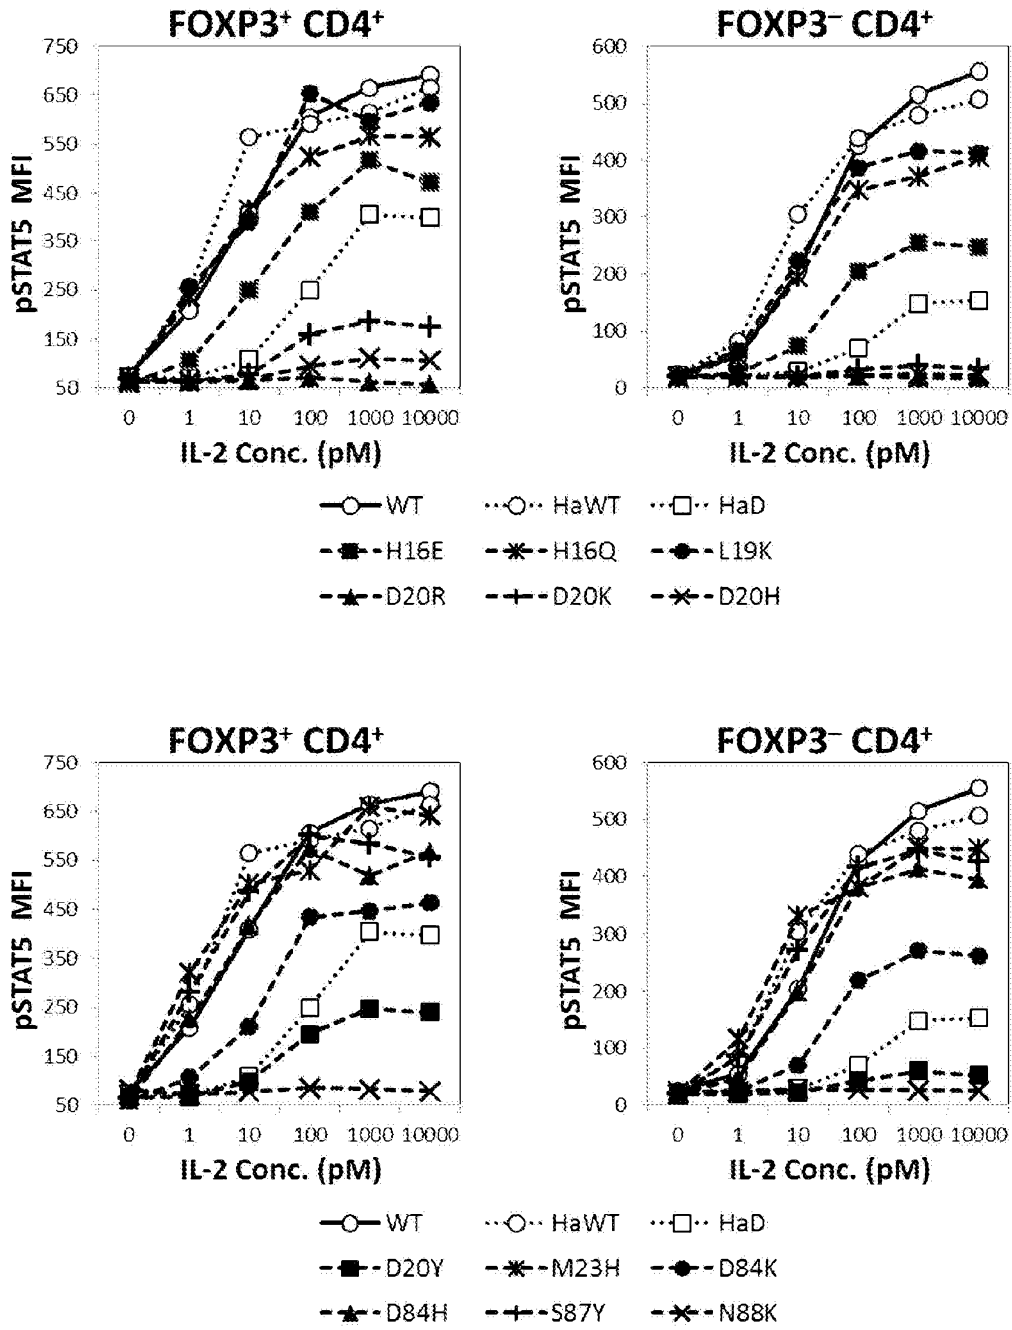 FOXP3⁺ CD4⁺
750
650
550
450
350
250
150
50
pSTAT5 MFI
0 1 10 100 1000 10000
IL-2 Conc. (pM)
FOXP3⁻ CD4⁺
600
500
400
300
200
100
0
pSTAT5 MFI
0 1 10 100 1000 10000
IL-2 Conc. (pM)
WT HaWT HaD
H16E H16Q L19K
D20R D20K D20H
FOXP3⁺ CD4⁺
750
650
550
450
350
250
150
50
pSTAT5 MFI
0 1 10 100 1000 10000
IL-2 Conc. (pM)
FOXP3⁻ CD4⁺
600
500
400
300
200
100
0
pSTAT5 MFI
0 1 10 100 1000 10000
IL-2 Conc. (pM)
WT HaWT HaD
D20Y M23H D84K
D84H S87Y N88K